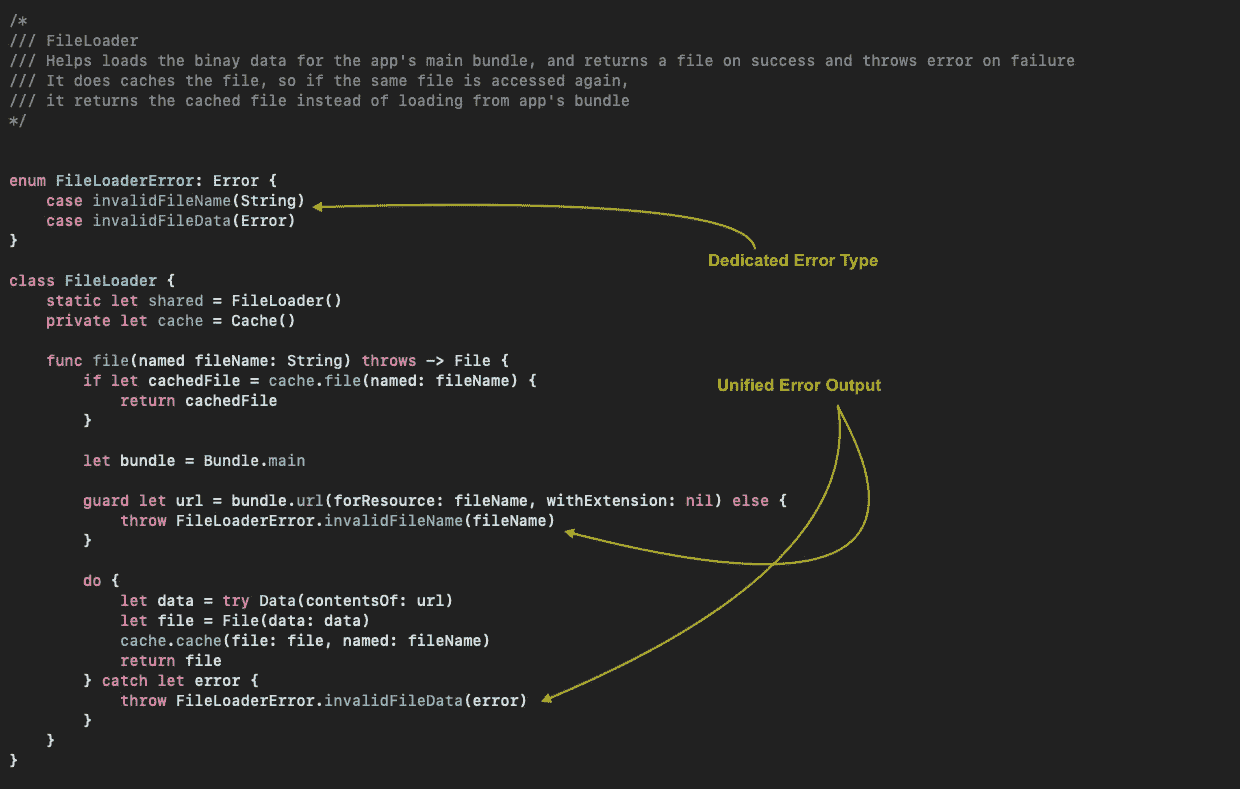 /*
/// FileLoader
/// Helps loads the binay data for the app's main bundle, and returns a file on success and throws error on failure
/// It does caches the file, so if the same file is accessed again,
/// it returns the cached file instead of loading from app's bundle
*/
enum FileLoaderError: Error {
    case invalidFileName(String)
    case invalidFileData(Error)
}
Dedicated Error Type
class FileLoader {
    static let shared = FileLoader()
    private let cache = Cache()
    func file(named fileName: String) throws -> File {
        if let cachedFile = cache.file(named: fileName) {
            return cachedFile
        }
Unified Error Output
        let bundle = Bundle.main
        guard let url = bundle.url(forResource: fileName, withExtension: nil) else {
            throw FileLoaderError.invalidFileName(fileName)
        }
        do {
            let data = try Data(contentsOf: url)
            let file = File(data: data)
            cache.cache(file: file, named: fileName)
            return file
        } catch let error {
            throw FileLoaderError.invalidFileData(error)
        }
    }
}